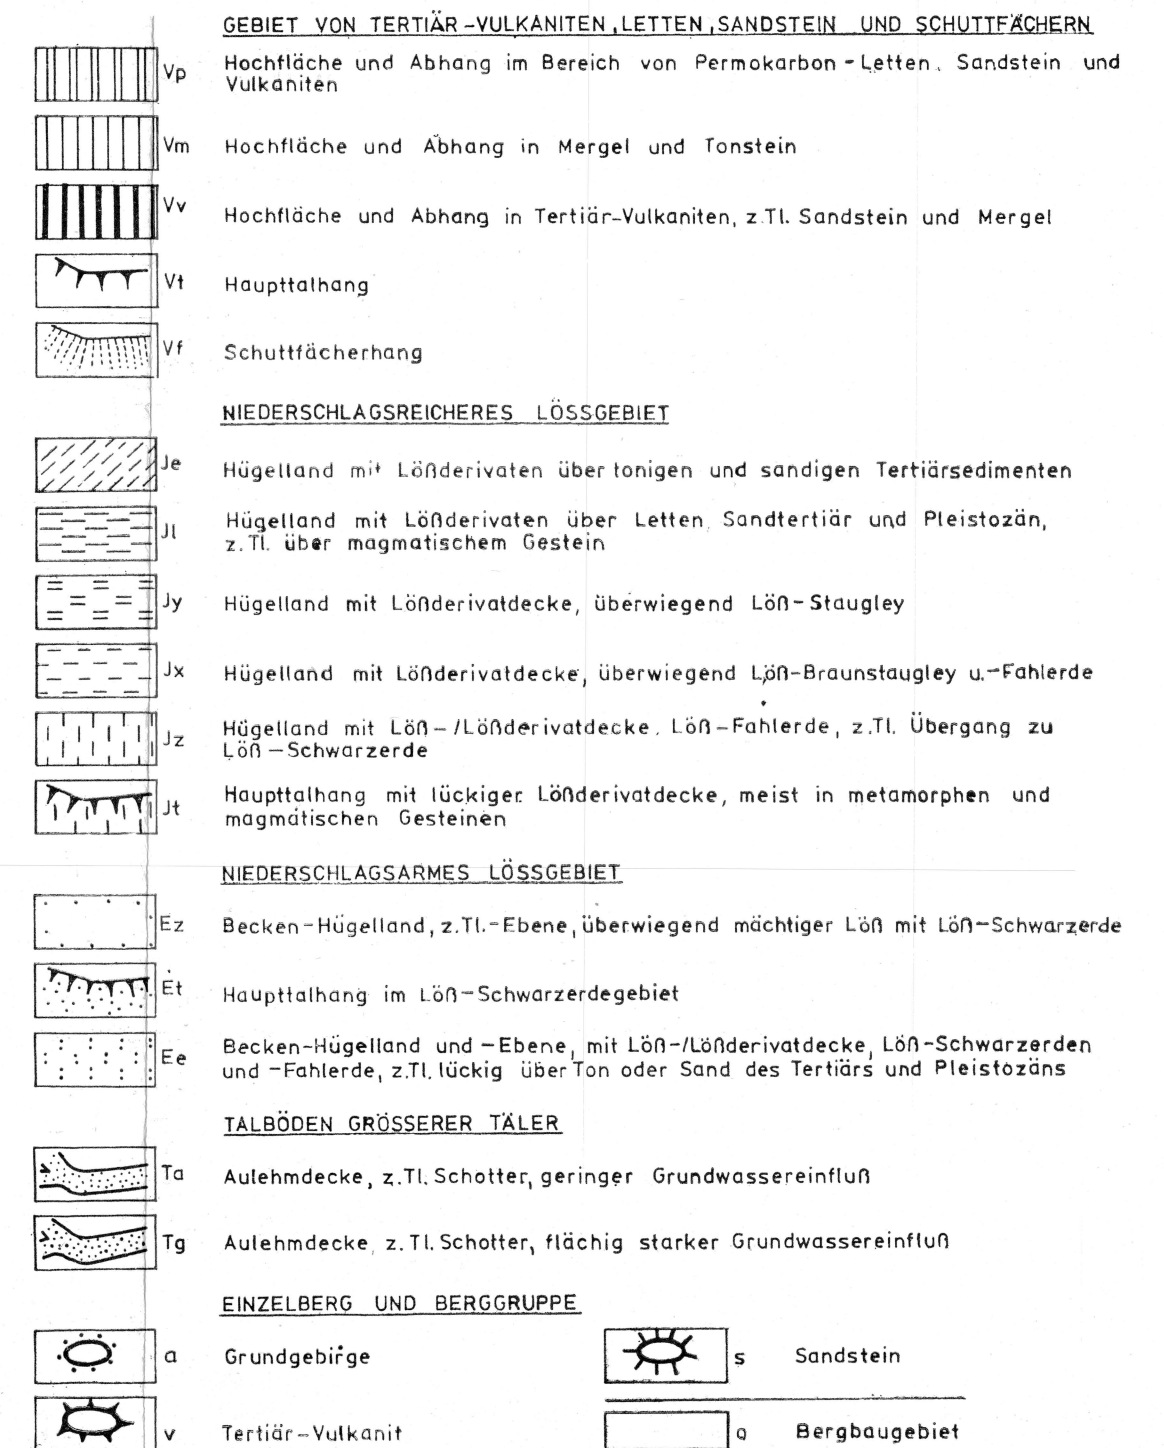 GEBIET VON TERTIÄR-VULKANITEN, LETTEN, SANDSTEIN UND SCHUTTFÄCHERN
Vp Hochfläche und Abhang im Bereich von Permokarbon-Letten, Sandstein und
Vulkaniten
Vm Hochfläche und Abhang in Mergel und Tonstein
Vv Hochfläche und Abhang in Tertiär-Vulkaniten, z.Tl. Sandstein und Mergel
Vt Haupttalhang
Vf Schuttfächerhang
NIEDERSCHLAGSREICHERES LÖSSGEBIET
Je Hügelland mit Lößderivaten über tonigen und sandigen Tertiärsedimenten
Jl Hügelland mit Lößderivaten über Letten, Sandtertiär und Pleistozän,
z.Tl. über magmatischem Gestein
Jy Hügelland mit Lößderivatdecke, überwiegend Löß-Staugley
Jx Hügelland mit Lößderivatdecke, überwiegend Löß-Braunstaugley u.-Fahlerde
Jz Hügelland mit Löß-/Lößderivatdecke, Löß-Fahlerde, z.Tl. Übergang zu
Löß-Schwarzerde
Jt Haupttalhang mit lückiger Lößderivatdecke, meist in metamorphen und
magmatischen Gesteinen
NIEDERSCHLAGSARMES LÖSSGEBIET
Ez Becken-Hügelland, z.Tl.-Ebene, überwiegend mächtiger Löß mit Löß-Schwarzerde
Et Haupttalhang im Löß-Schwarzerdegebiet
Ee Becken-Hügelland und -Ebene, mit Löß-/Lößderivatdecke, Löß-Schwarzerden
und -Fahlerde, z.Tl. lückig über Ton oder Sand des Tertiärs und Pleistozäns
TALBÖDEN GRÖSSERER TÄLER
Ta Aulehmdecke, z.Tl. Schotter, geringer Grundwassereinfluß
Tg Aulehmdecke, z.Tl. Schotter, flächig starker Grundwassereinfluß
EINZELBERG UND BERGGRUPPE
a Grundgebirge
s Sandstein
v Tertiär-Vulkanit
q Bergbaugebiet